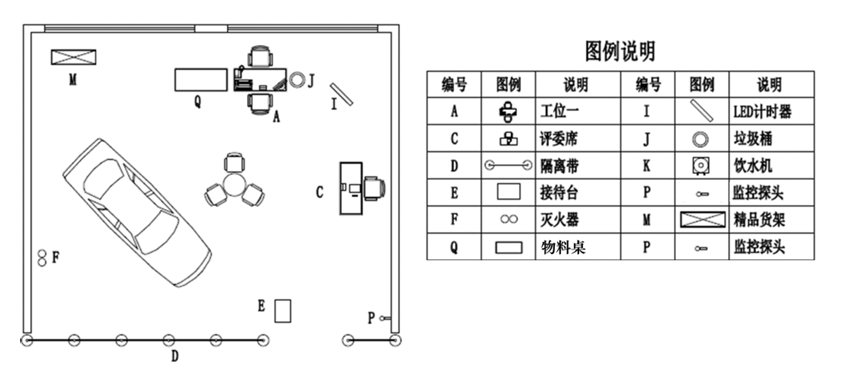 M
Q
A
J
I
C
F
E
P
D
图例说明
编号 图例 说明 编号 图例 说明
A 工位一 I LED计时器
C 评委席 J 垃圾桶
D 隔离带 K 饮水机
E 接待台 P 监控探头
F 灭火器 M 精品货架
Q 物料桌 P 监控探头